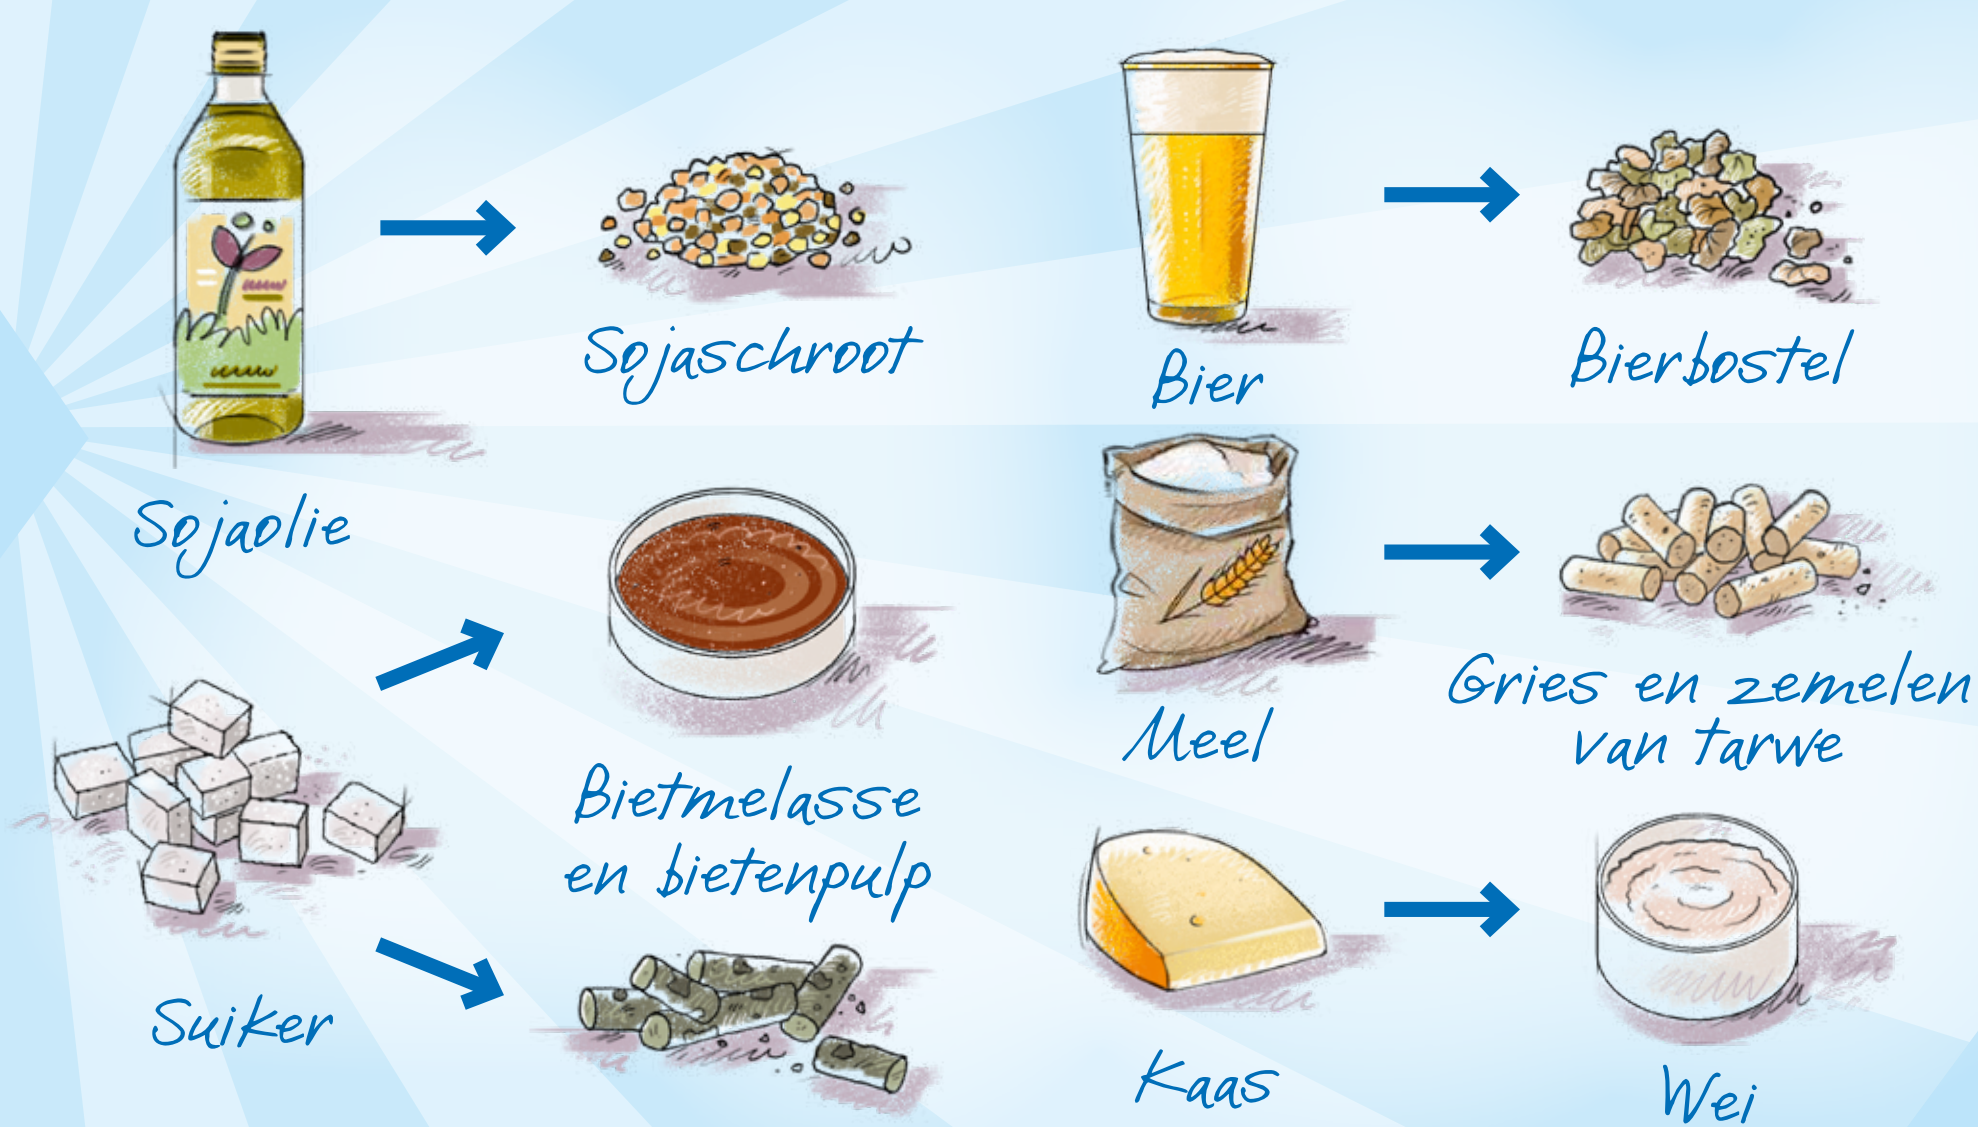 Sojaolie
Sojaschroot
Suiker
Bietmelasse
en bietenpulp
Bier
Bierbostel
Meel
Gries en zemelen
van tarwe
Kaas
Wei